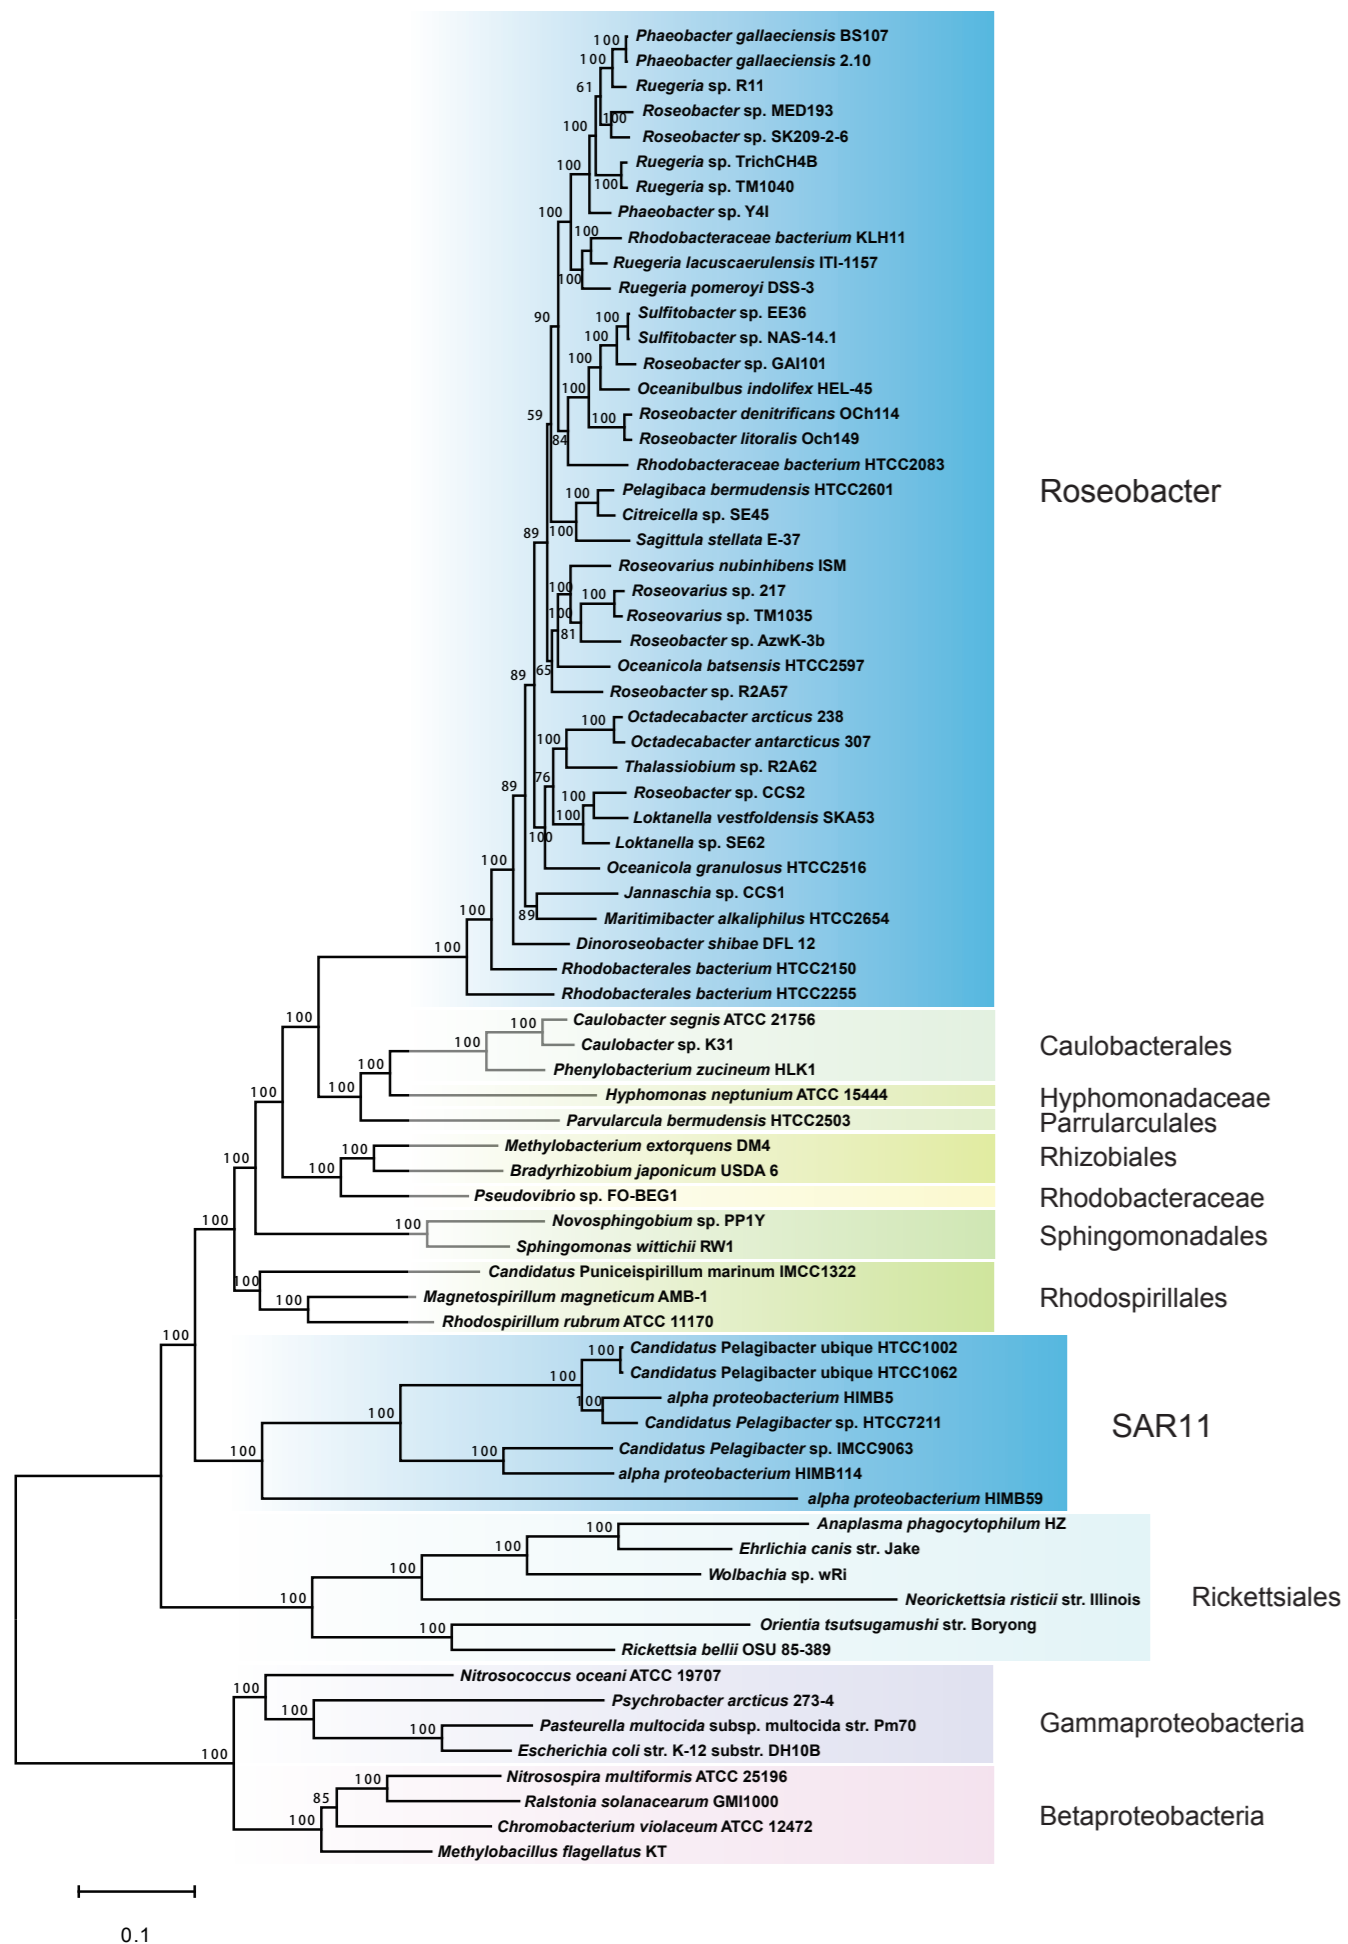 Phaeobacter gallaeciensis BS107
100
Phaeobacter gallaeciensis 2.10
100
Ruegeria sp. R11
61
Roseobacter sp. MED193
100
100
Roseobacter sp. SK209-2-6
Ruegeria sp. TrichCH4B
100
100
Ruegeria sp. TM1040
Phaeobacter sp. Y4I
100
Rhodobacteraceae bacterium KLH11
100
Ruegeria lacuscaerulensis ITI-1157
100
Ruegeria pomeroyi DSS-3
Sulfitobacter sp. EE36
100
90
Sulfitobacter sp. NAS-14.1
100
Roseobacter sp. GAI101
100
Oceanibulbus indolifex HEL-45
100
Roseobacter denitrificans OCh114
59
100
Roseobacter litoralis Och149
84
Rhodobacteraceae bacterium HTCC2083
Roseobacter
Pelagibaca bermudensis HTCC2601
100
Citreicella sp. SE45
100
89
Sagittula stellata E-37
Roseovarius nubinhibens ISM
100
Roseovarius sp. 217
100
Roseovarius sp. TM1035
100
81
Roseobacter sp. AzwK-3b
Oceanicola batsensis HTCC2597
65
89
Roseobacter sp. R2A57
Octadecabacter arcticus 238
100
Octadecabacter antarcticus 307
100
Thalassiobium sp. R2A62
76
89
Roseobacter sp. CCS2
100
Loktanella vestfoldensis SKA53
100
Loktanella sp. SE62
100
100
Oceanicola granulosus HTCC2516
Jannaschia sp. CCS1
100
89
Maritimibacter alkaliphilus HTCC2654
Dinoroseobacter shibae DFL 12
100
Rhodobacterales bacterium HTCC2150
Rhodobacterales bacterium HTCC2255
100
Caulobacter segnis ATCC 21756
100
Caulobacter sp. K31
100
Caulobacterales
Phenylobacterium zucineum HLK1
100
100
100
Hyphomonas neptunium ATCC 15444
Hyphomonadaceae
Parvularcula bermudensis HTCC2503
Parrularculales
Methylobacterium extorquens DM4
100
100
Rhizobiales
Bradyrhizobium japonicum USDA 6
100
Pseudovibrio sp. FO-BEG1
Rhodobacteraceae
100
Novosphingobium sp. PP1Y
100
Sphingomonadales
Sphingomonas wittichii RW1
Candidatus Puniceispirillum marinum IMCC1322
100
Magnetospirillum magneticum AMB-1
100
Rhodospirillales
Rhodospirillum rubrum ATCC 11170
100
Candidatus Pelagibacter ubique HTCC1002
100
Candidatus Pelagibacter ubique HTCC1062
100
alpha proteobacterium HIMB5
100
100
Candidatus Pelagibacter sp. HTCC7211
SAR11
Candidatus Pelagibacter sp. IMCC9063
100
100
alpha proteobacterium HIMB114
alpha proteobacterium HIMB59
Anaplasma phagocytophilum HZ
100
Ehrlichia canis str. Jake
100
Wolbachia sp. wRi
100
Neorickettsia risticii str. Illinois
Rickettsiales
100
Orientia tsutsugamushi str. Boryong
100
Rickettsia bellii OSU 85-389
Nitrosococcus oceani ATCC 19707
100
Psychrobacter arcticus 273-4
100
Pasteurella multocida subsp. multocida str. Pm70
Gammaproteobacteria
100
Escherichia coli str. K-12 substr. DH10B
100
Nitrosospira multiformis ATCC 25196
100
Ralstonia solanacearum GMI1000
85
Betaproteobacteria
100
Chromobacterium violaceum ATCC 12472
Methylobacillus flagellatus KT
0.1